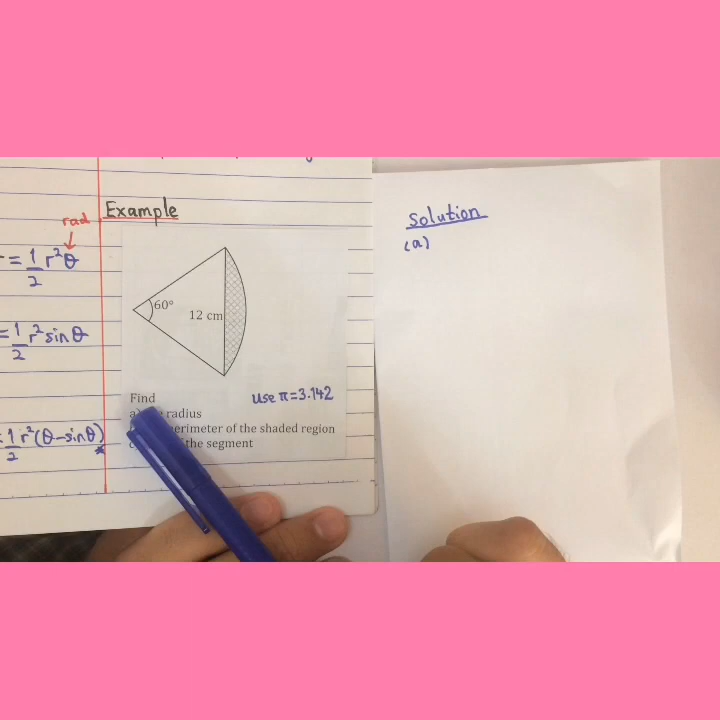 rad
= 1/2 r²θ
= 1/2 r² sin θ
= 1/2 r² (θ - sin θ)
Example
60°
12 cm
Find
use π = 3.142
a) radius
perimeter of the shaded region
the segment
Solution
(a)